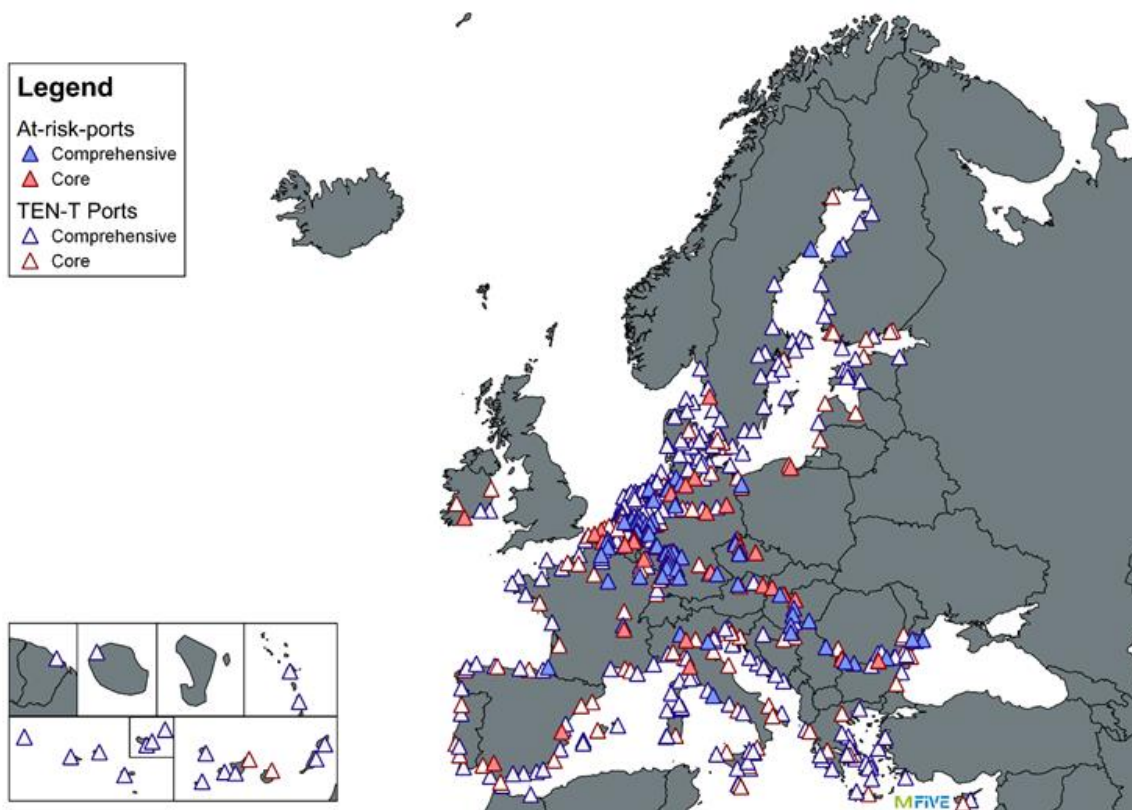 Legend
At-risk-ports
Comprehensive
Core
TEN-T Ports
Comprehensive
Core
MFIVE